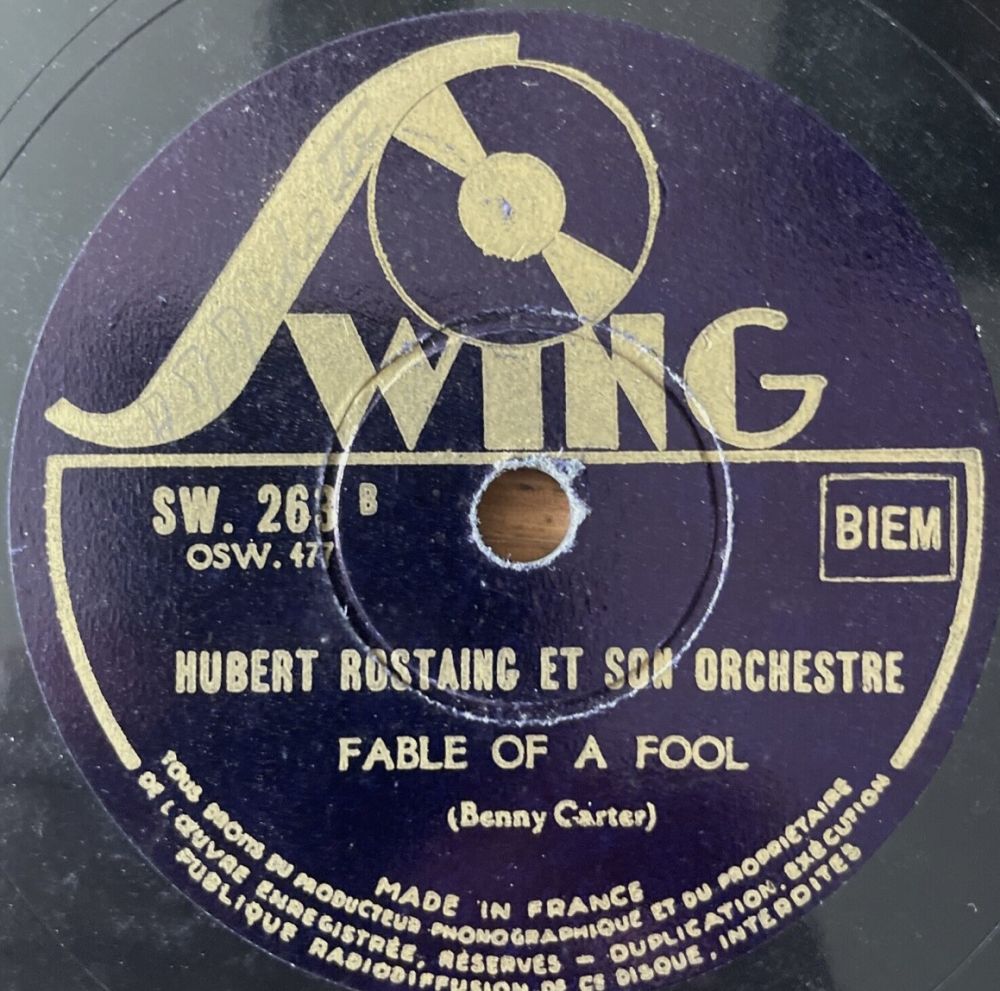 SWING
SW. 263 B
OSW. 477
BIEM
HUBERT ROSTAING ET SON ORCHESTRE
FABLE OF A FOOL
(Benny Carter)
MADE IN FRANCE
TOUS DROITS DU PRODUCTEUR PHONOGRAPHIQUE ET DU PROPRIÉTAIRE
DE L'ŒUVRE ENREGISTRÉE, RÉSERVÉS – DUPLICATION, EXÉCUTION
PUBLIQUE RADIODIFFUSION DE CE DISQUE, INTERDITES